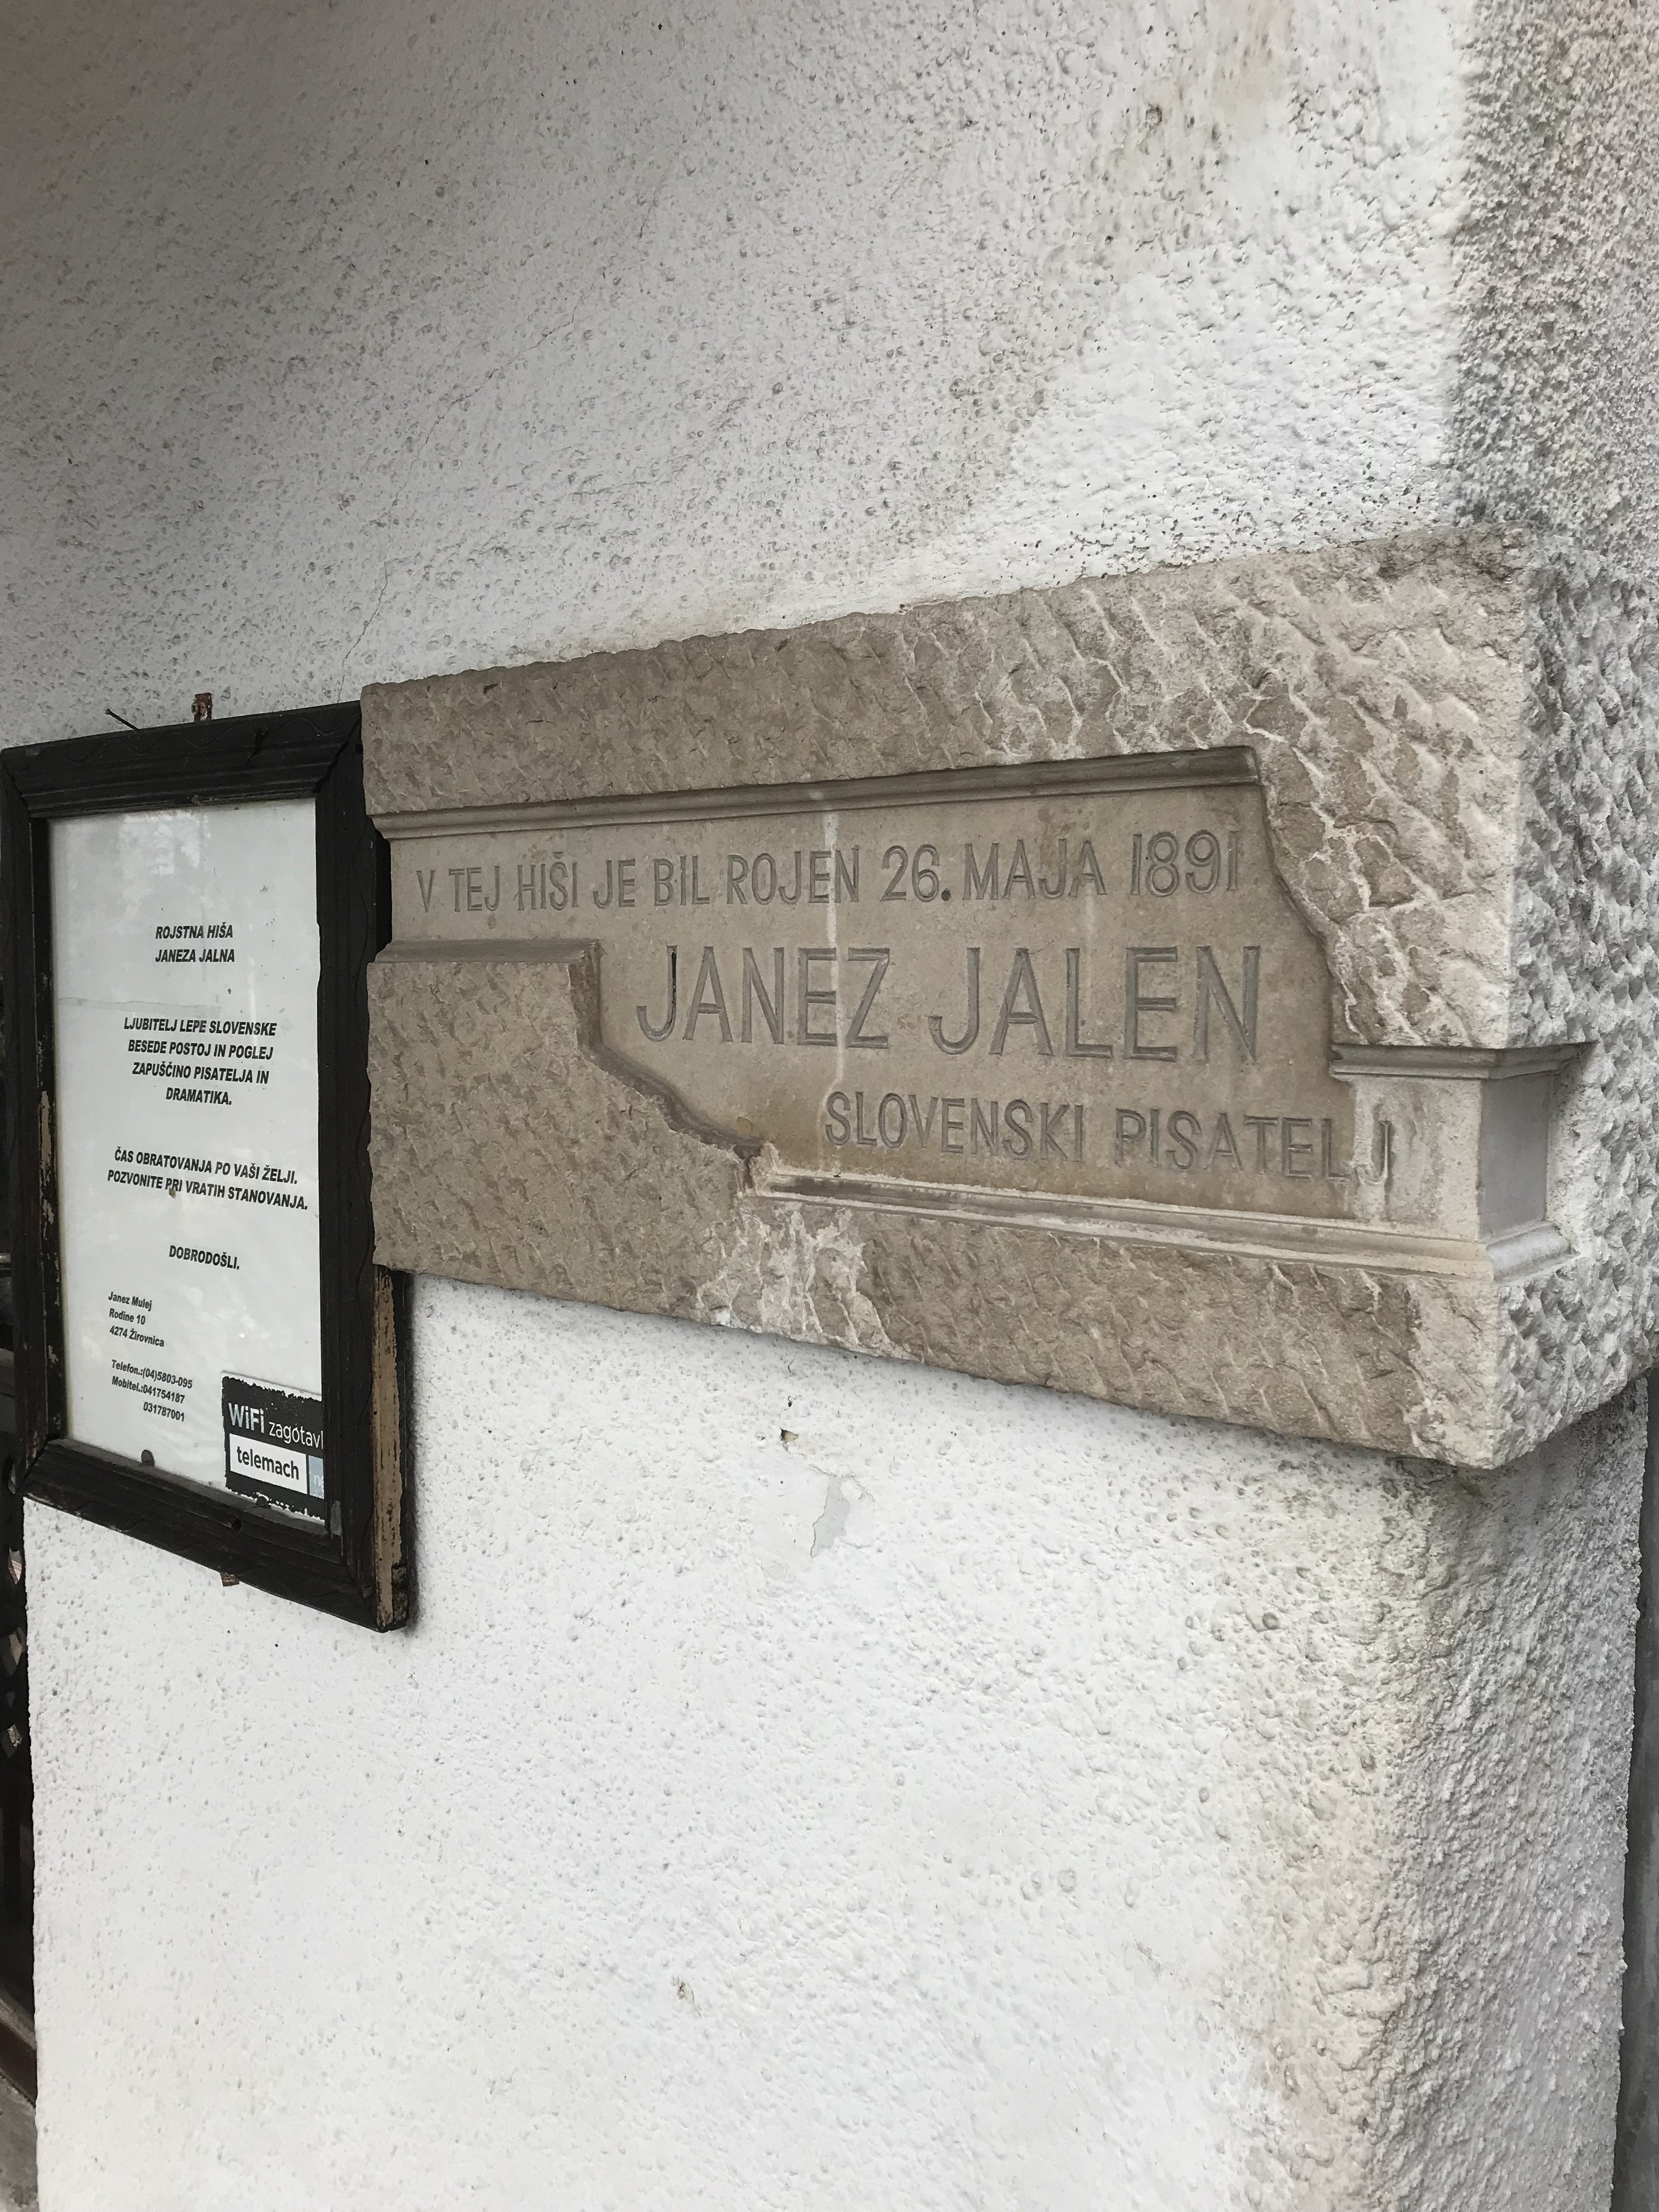 V TEJ HIŠI JE BIL ROJEN 26. MAJA 1891
JANEZ JALEN
SLOVENSKI PISATELJ
ROJSTNA HIŠA
JANEZA JALNA
LJUBITELJ LEPE SLOVENSKE
BESEDE POSTOJ IN POGLEJ
ZAPUŠČINO PISATELJA IN
DRAMATIKA.
ČAS OBRATOVANJA PO VAŠI ŽELJI.
POZVONITE PRI VRATIH STANOVANJA.
DOBRODOŠLI.
Janez Mulej
Rodine 10
4274 Žirovnica
Telefon.:(04)5803-095
Mobitel.:041754187
031787001
WiFi zagotavl
telemach